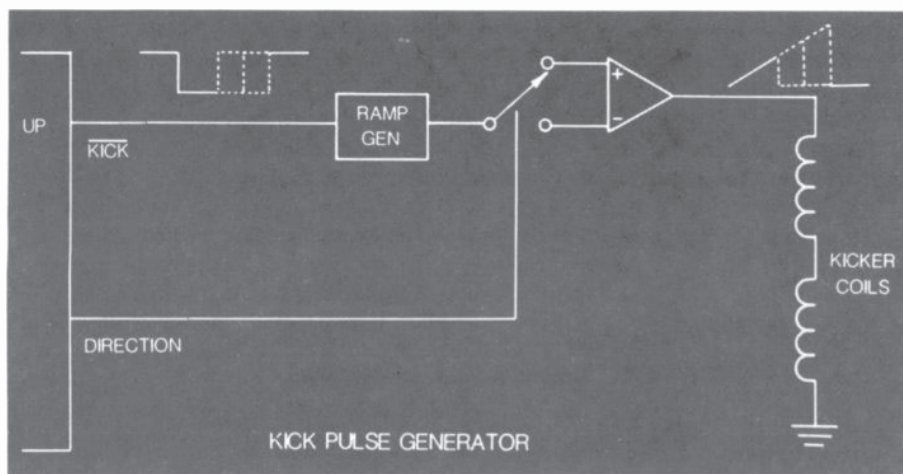 UP
KICK
RAMP
GEN
+
-
KICKER
COILS
DIRECTION
KICK PULSE GENERATOR